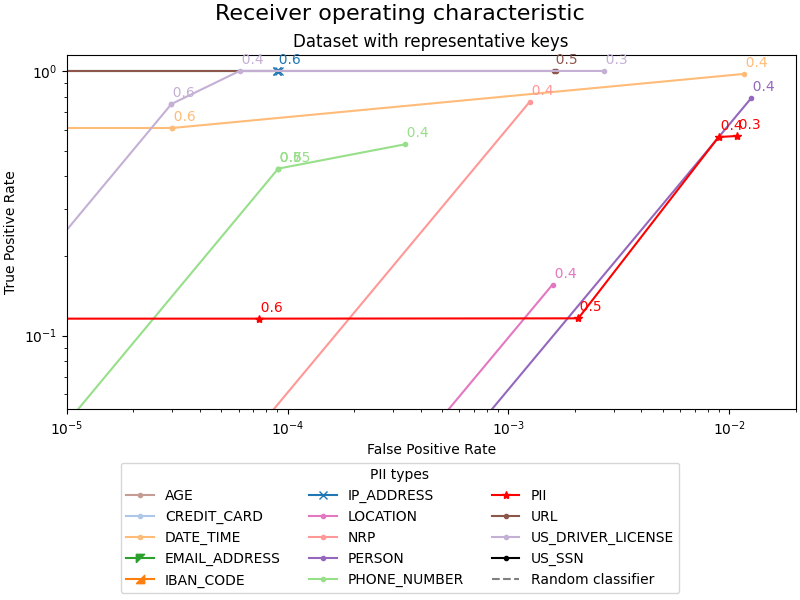 Receiver operating characteristic
Dataset with representative keys
True Positive Rate
10⁰
10⁻¹
0.4
0.6
0.5
0.3
0.4
0.6
0.4
0.6
0.4
0.4
0.4
0.3
0.4
0.6
0.5
10⁻⁵ 10⁻⁴ 10⁻³ 10⁻²
False Positive Rate
PII types
AGE IP_ADDRESS PII
CREDIT_CARD LOCATION URL
DATE_TIME NRP US_DRIVER_LICENSE
EMAIL_ADDRESS PERSON US_SSN
IBAN_CODE PHONE_NUMBER Random classifier